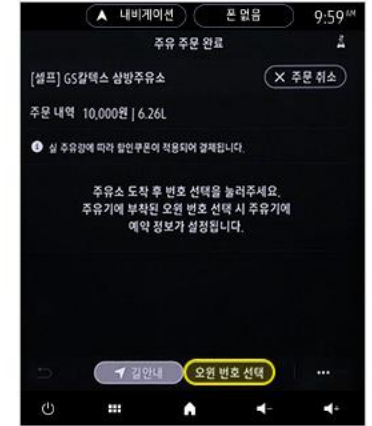 내비게이션 폰 없음 9:59 AM
주유 주문 완료
[셀프] GS칼텍스 삼방주유소 × 주문 취소
주문 내역 10,000원 | 6.26L
실 주유량에 따라 할인쿠폰이 적용되어 결제됩니다.
주유소 도착 후 번호 선택을 눌러주세요.
주유기에 부착된 오윈 번호 선택 시 주유기에
예약 정보가 설정됩니다.
길안내 오윈 번호 선택 ...